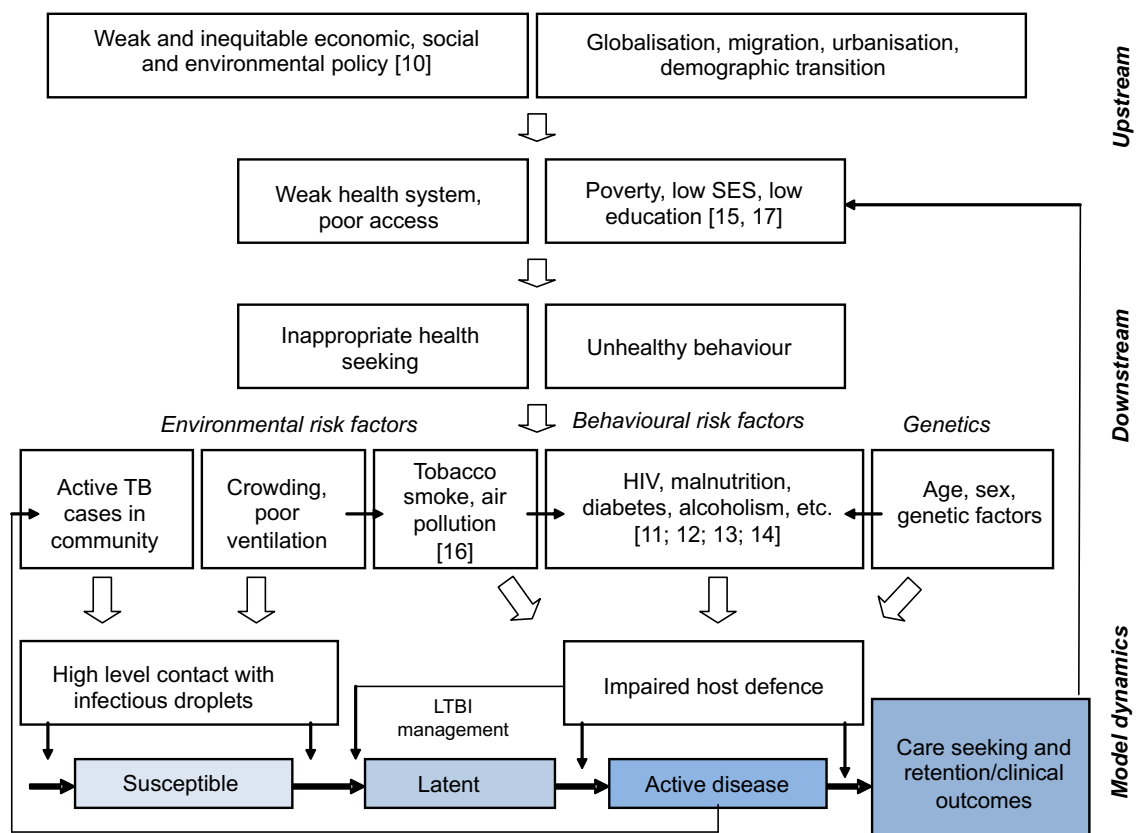 Weak and inequitable economic, social
and environmental policy [10]
Globalisation, migration, urbanisation,
demographic transition
Upstream
Weak health system,
poor access
Poverty, low SES, low
education [15, 17]
Inappropriate health
seeking
Unhealthy behaviour
Downstream
Environmental risk factors
Behavioural risk factors
Genetics
Active TB
cases in
community
Crowding,
poor
ventilation
Tobacco
smoke, air
pollution
[16]
HIV, malnutrition,
diabetes, alcoholism, etc.
[11; 12; 13; 14]
Age, sex,
genetic factors
High level contact with
infectious droplets
LTBI
management
Impaired host defence
Susceptible
Latent
Active disease
Care seeking and
retention/clinical
outcomes
Model dynamics